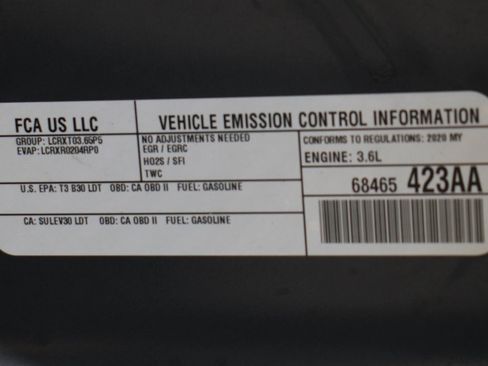 FCA US LLC
VEHICLE EMISSION CONTROL INFORMATION
GROUP: LCRXT03.65P5
EVAP: LCRXR0204RP0
NO ADJUSTMENTS NEEDED
EGR / EGRC
HO2S / SFI
TWC
CONFORMS TO REGULATIONS: 2020 MY
ENGINE: 3.6L
U.S. EPA: T3 B30 LDT OBD: CA OBD II FUEL: GASOLINE
CA: SULEV30 LDT OBD: CA OBD II FUEL: GASOLINE
68465 423AA